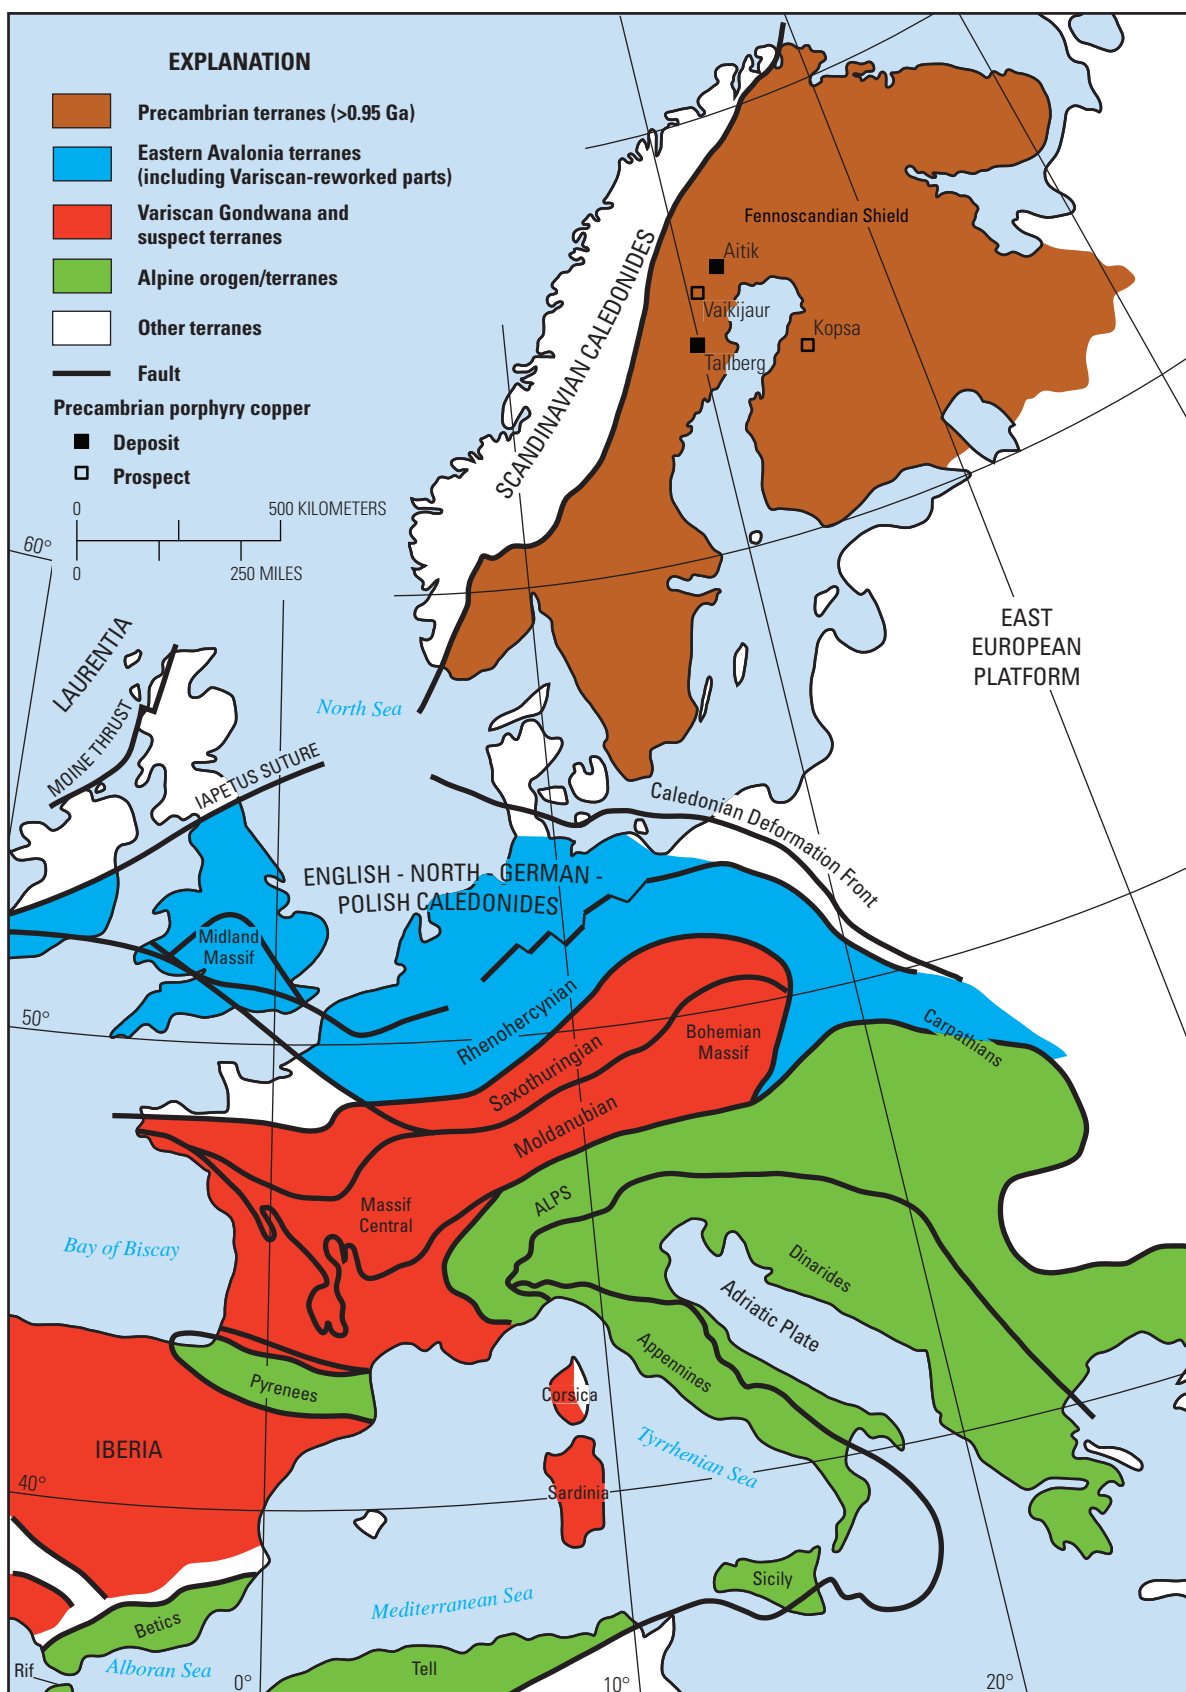 EXPLANATION
Precambrian terranes (>0.95 Ga)
Eastern Avalonia terranes
(including Variscan-reworked parts)
Variscan Gondwana and
suspect terranes
Alpine orogen/terranes
Other terranes
Fault
Precambrian porphyry copper
Deposit
Prospect
0 500 KILOMETERS
0 250 MILES
Fennoscandian Shield
Aitik
Vaikijaur
Kopsa
Tallberg
SCANDINAVIAN CALEDONIDES
60°
EAST
EUROPEAN
PLATFORM
LAURENTIA
North Sea
MOINE THRUST
IAPETUS SUTURE
Caledonian Deformation Front
ENGLISH - NORTH - GERMAN -
POLISH CALEDONIDES
Midland
Massif
50°
Rhenohercynian
Saxothuringian
Bohemian
Massif
Carpathians
Moldanubian
Massif
Central
ALPS
Bay of Biscay
Dinarides
Adriatic Plate
Appennines
Pyrenees
Corsica
IBERIA
Tyrrhenian Sea
40°
Sardinia
Sicily
Mediterranean Sea
Betics
Alboran Sea
Rif
Tell
0°
10°
20°